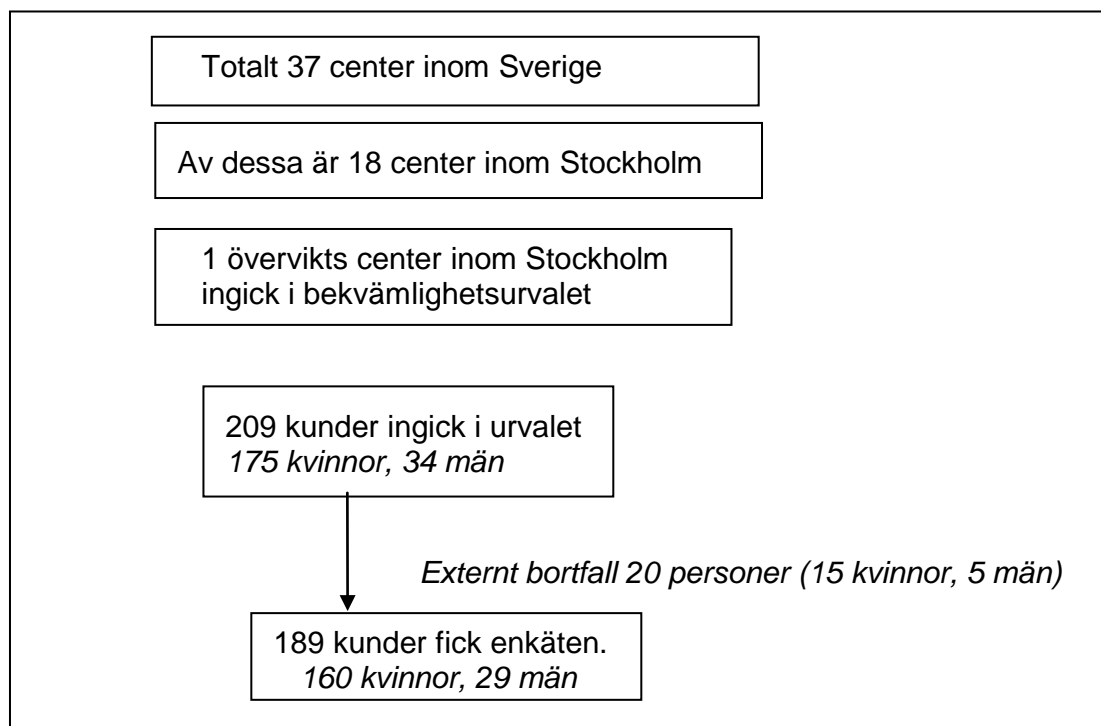 Totalt 37 center inom Sverige
Av dessa är 18 center inom Stockholm
1 övervikts center inom Stockholm
ingick i bekvämlighetsurvalet
209 kunder ingick i urvalet
175 kvinnor, 34 män
Externt bortfall 20 personer (15 kvinnor, 5 män)
189 kunder fick enkäten.
160 kvinnor, 29 män